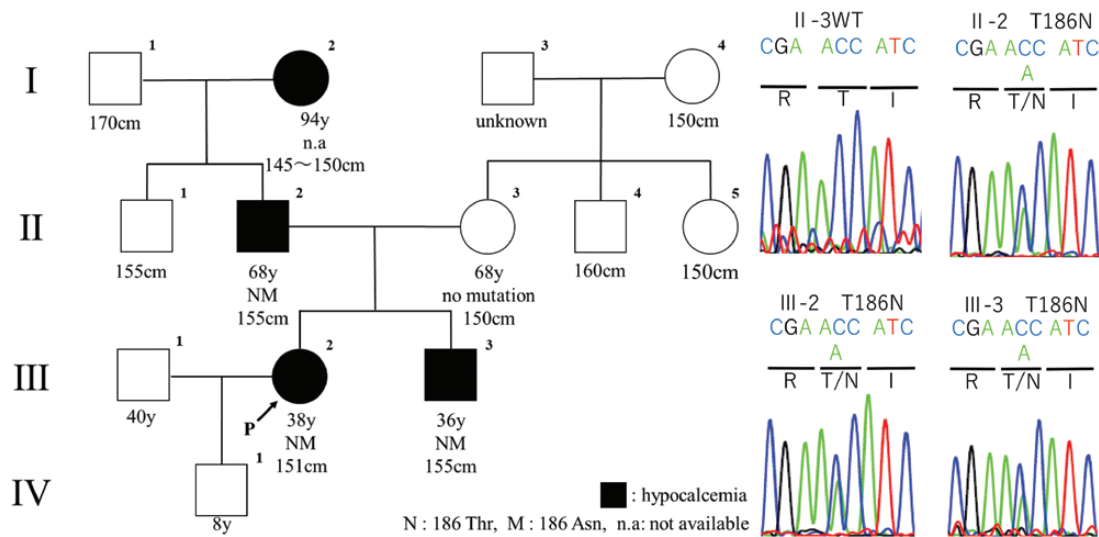 I
1
170cm
2
94y
n.a
145～150cm
3
unknown
4
150cm
II
1
155cm
2
68y
NM
155cm
3
68y
no mutation
150cm
4
160cm
5
150cm
III
1
40y
P
2
38y
NM
151cm
3
36y
NM
155cm
IV
1
8y
: hypocalcemia
N : 186 Thr, M : 186 Asn, n.a: not available
II-3WT
CGA ACC ATC
R T I
II-2 T186N
CGA ACC ATC
A
R T/N I
III-2 T186N
CGA ACC ATC
A
R T/N I
III-3 T186N
CGA ACC ATC
A
R T/N I